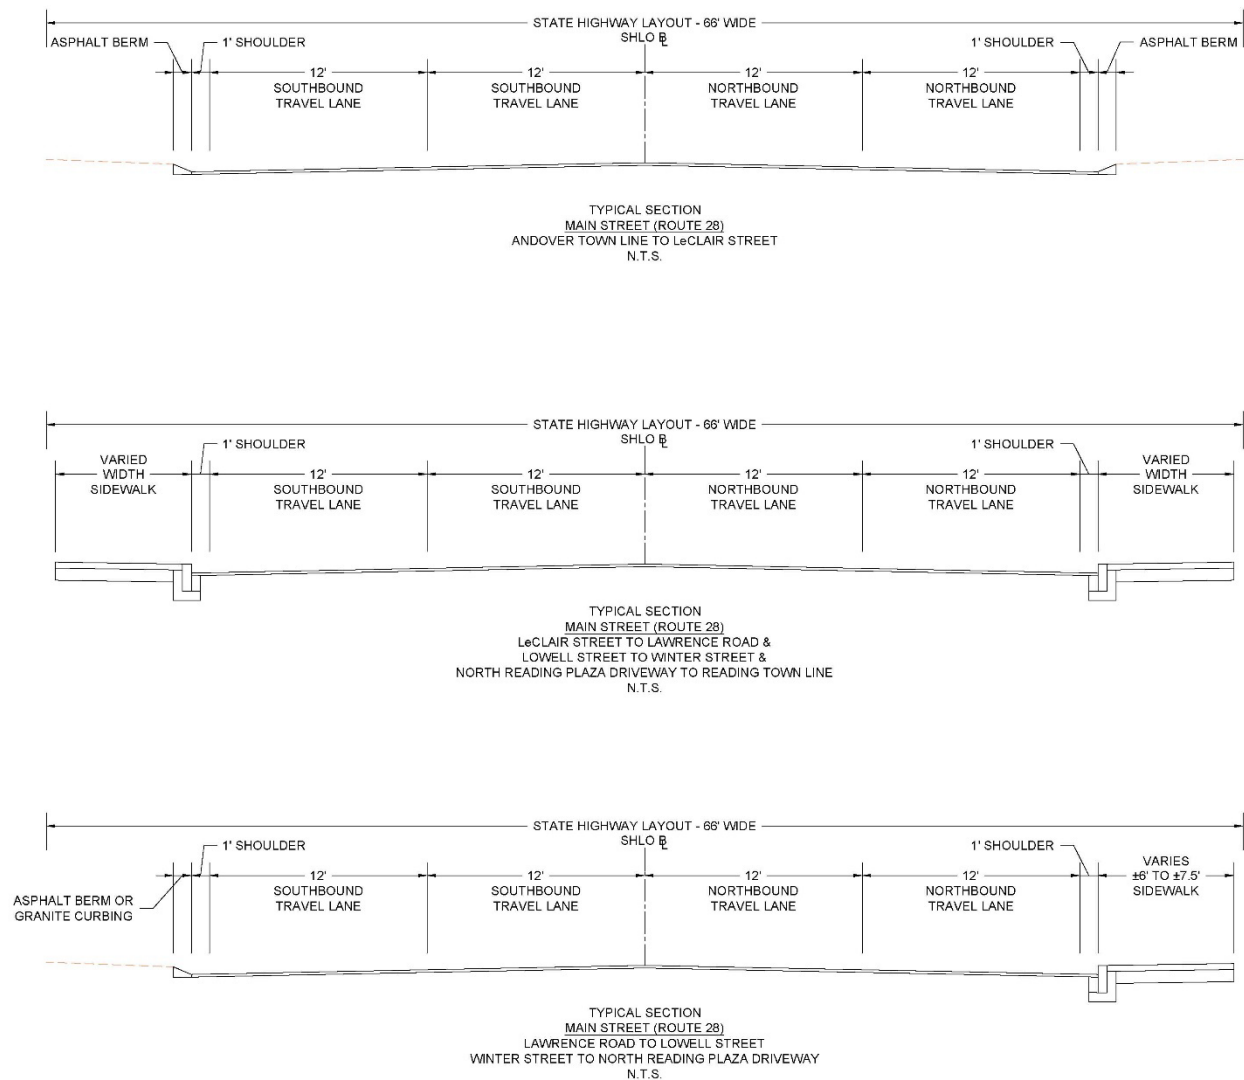 STATE HIGHWAY LAYOUT - 66' WIDE
SHLO B̲L
ASPHALT BERM
1' SHOULDER
1' SHOULDER
ASPHALT BERM
12'
SOUTHBOUND
TRAVEL LANE
12'
SOUTHBOUND
TRAVEL LANE
12'
NORTHBOUND
TRAVEL LANE
12'
NORTHBOUND
TRAVEL LANE
TYPICAL SECTION
MAIN STREET (ROUTE 28)
ANDOVER TOWN LINE TO LeCLAIR STREET
N.T.S.
STATE HIGHWAY LAYOUT - 66' WIDE
SHLO BL
1' SHOULDER
1' SHOULDER
VARIED
WIDTH
SIDEWALK
12'
SOUTHBOUND
TRAVEL LANE
12'
SOUTHBOUND
TRAVEL LANE
12'
NORTHBOUND
TRAVEL LANE
12'
NORTHBOUND
TRAVEL LANE
VARIED
WIDTH
SIDEWALK
TYPICAL SECTION
MAIN STREET (ROUTE 28)
LeCLAIR STREET TO LAWRENCE ROAD &
LOWELL STREET TO WINTER STREET &
NORTH READING PLAZA DRIVEWAY TO READING TOWN LINE
N.T.S.
STATE HIGHWAY LAYOUT - 66' WIDE
SHLO BL
1' SHOULDER
1' SHOULDER
ASPHALT BERM OR
GRANITE CURBING
12'
SOUTHBOUND
TRAVEL LANE
12'
SOUTHBOUND
TRAVEL LANE
12'
NORTHBOUND
TRAVEL LANE
12'
NORTHBOUND
TRAVEL LANE
VARIES
±6' TO ±7.5'
SIDEWALK
TYPICAL SECTION
MAIN STREET (ROUTE 28)
LAWRENCE ROAD TO LOWELL STREET
WINTER STREET TO NORTH READING PLAZA DRIVEWAY
N.T.S.